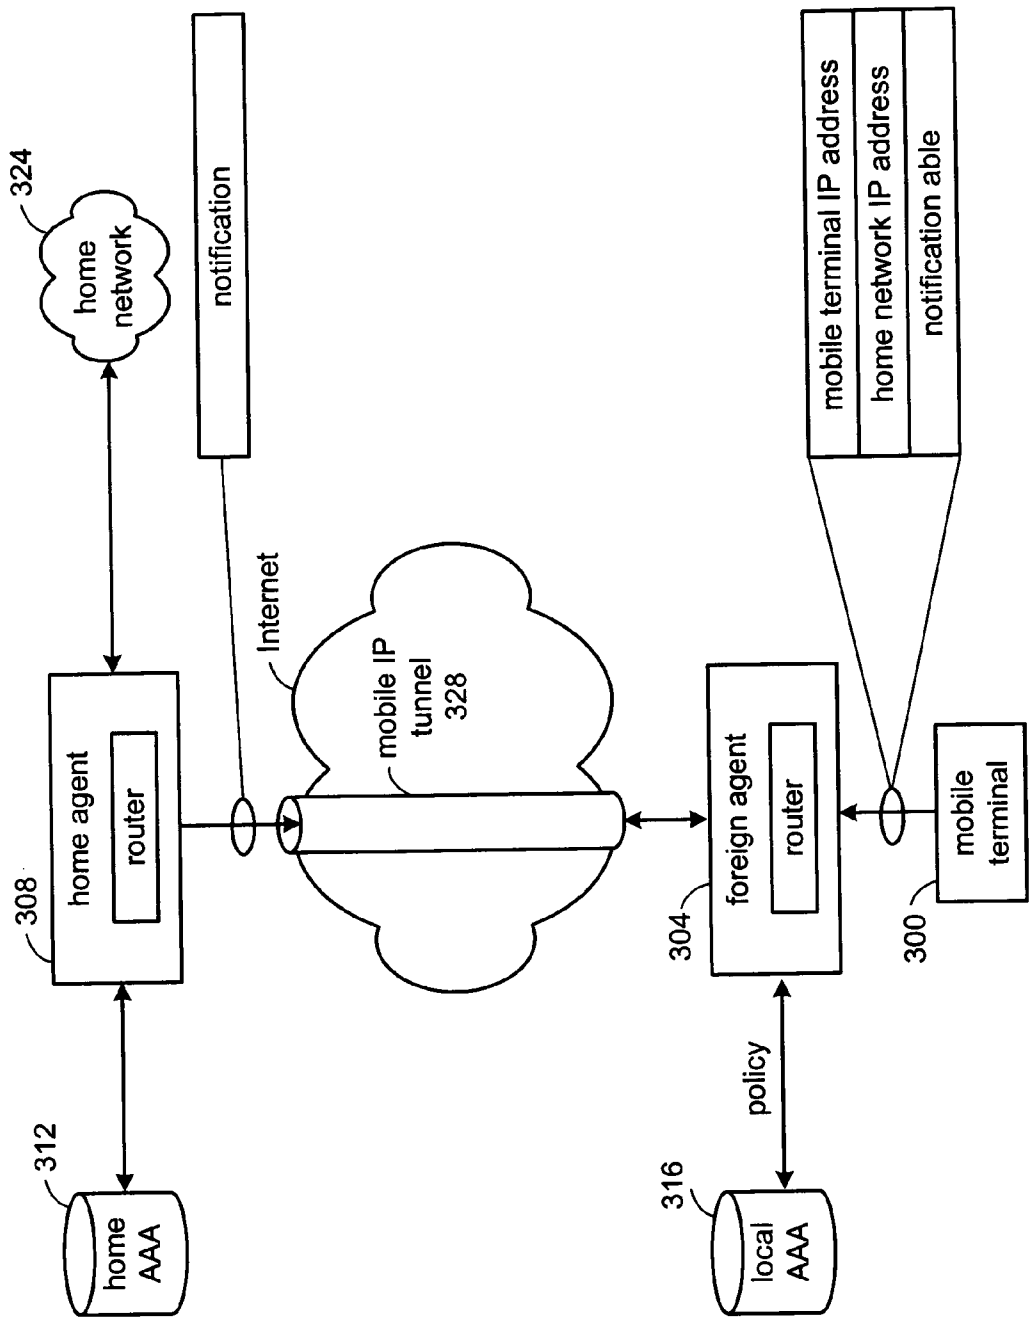 324
home
network
notification
308
home agent
router
312
home
AAA
Internet
mobile IP
tunnel
328
304
foreign agent
router
policy
316
local
AAA
300
mobile
terminal
mobile terminal IP address
home network IP address
notification able